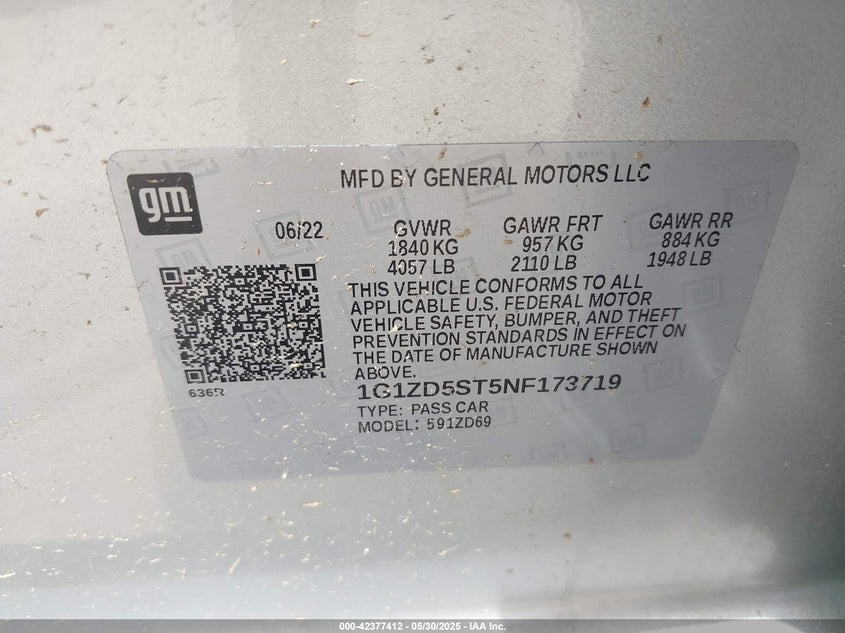 gm
MFD BY GENERAL MOTORS LLC
06/22 GVWR GAWR FRT GAWR RR
1840 KG 957 KG 884 KG
4057 LB 2110 LB 1948 LB
THIS VEHICLE CONFORMS TO ALL
APPLICABLE U.S. FEDERAL MOTOR
VEHICLE SAFETY, BUMPER, AND THEFT
PREVENTION STANDARDS IN EFFECT ON
THE DATE OF MANUFACTURE SHOWN
ABOVE.
636R 1G1ZD5ST5NF173719
TYPE: PASS CAR
MODEL: 591ZD69
000-42377412 - 05/30/2025 - IAA Inc.